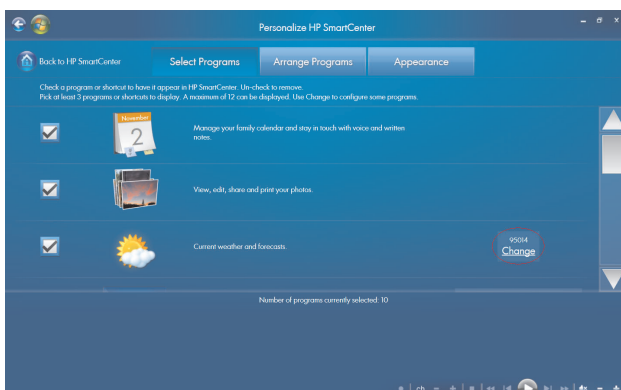 Personalize HP SmartCenter
Back to HP SmartCenter
Select Programs
Arrange Programs
Appearance
Check a program or shortcut to have it appear in HP SmartCenter. Un-check to remove.
Pick at least 3 programs or shortcuts to display. A maximum of 12 can be displayed. Use Change to configure some programs.
November
2
Manage your family calendar and stay in touch with voice and written
notes.
View, edit, share and print your photos.
Current weather and forecasts.
95014
Change
Number of programs currently selected: 10
ch